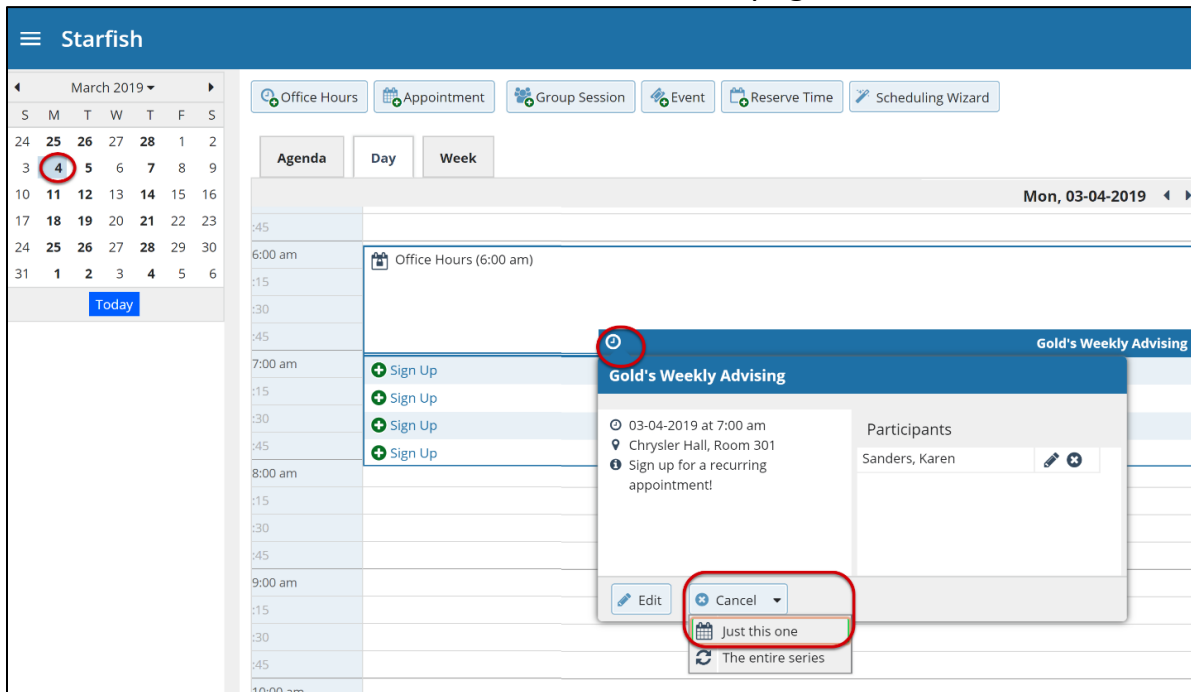 Starfish
March 2019
S M T W T F S
24 25 26 27 28 1 2
3 4 5 6 7 8 9
10 11 12 13 14 15 16
17 18 19 20 21 22 23
24 25 26 27 28 29 30
31 1 2 3 4 5 6
Today
Office Hours Appointment Group Session Event Reserve Time Scheduling Wizard
Agenda Day Week
Mon, 03-04-2019
:45
6:00 am Office Hours (6:00 am)
:15
:30
:45
Gold's Weekly Advising
7:00 am Sign Up
:15 Sign Up
:30 Sign Up
:45 Sign Up
8:00 am
:15
:30
:45
9:00 am
:15
:30
:45
10:00 am
Gold's Weekly Advising
03-04-2019 at 7:00 am
Chrysler Hall, Room 301
Sign up for a recurring
appointment!
Participants
Sanders, Karen
Edit Cancel
Just this one
The entire series